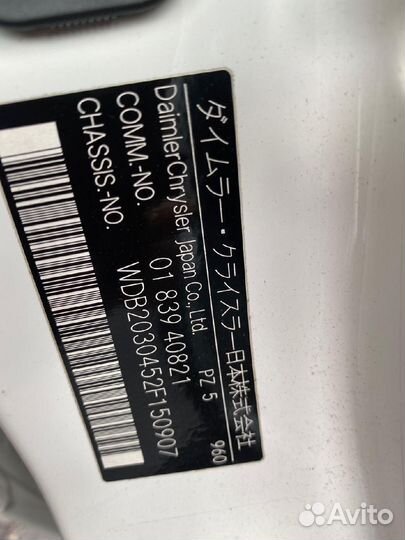 ダイムラー・クライスラー日本株式会社
DaimlerChrysler Japan Co., Ltd. PZ 5 960
COMM.-NO. 01 839 40821
CHASSIS.-NO. WDB2030452F150907
Avito